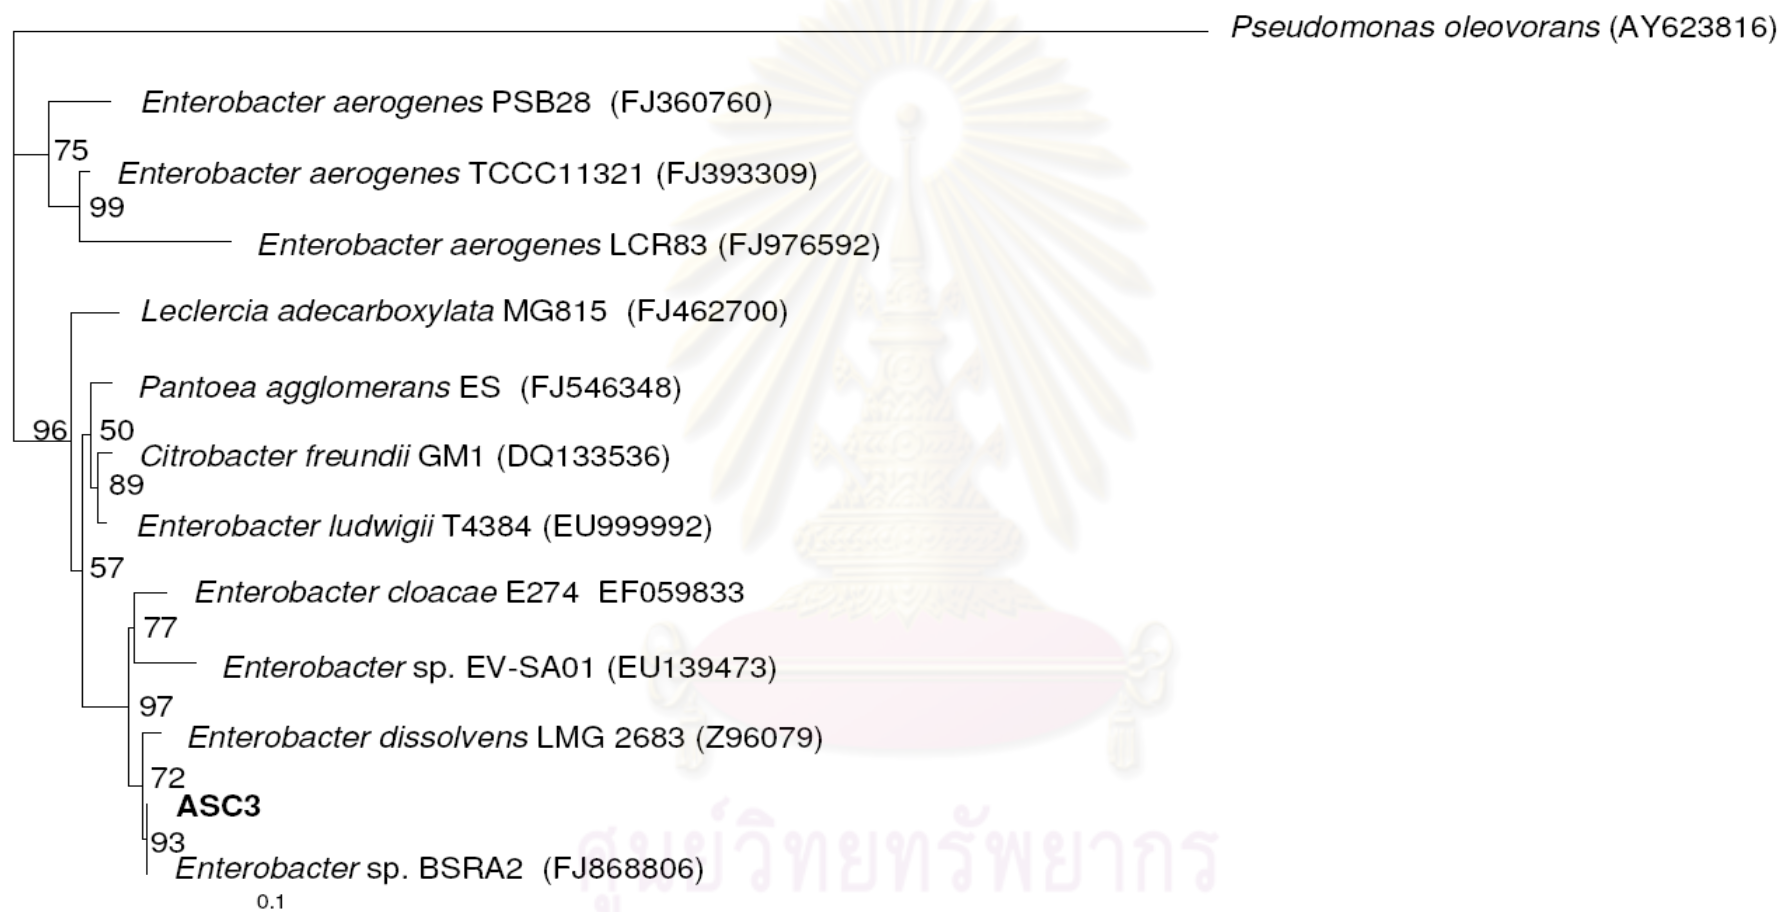 Pseudomonas oleovorans (AY623816)
Enterobacter aerogenes PSB28 (FJ360760)
75
Enterobacter aerogenes TCCC11321 (FJ393309)
99
Enterobacter aerogenes LCR83 (FJ976592)
Leclercia adecarboxylata MG815 (FJ462700)
Pantoea agglomerans ES (FJ546348)
96 50
Citrobacter freundii GM1 (DQ133536)
89
Enterobacter ludwigii T4384 (EU999992)
57
Enterobacter cloacae E274 EF059833
77
Enterobacter sp. EV-SA01 (EU139473)
97
Enterobacter dissolvens LMG 2683 (Z96079)
72
ASC3
93
Enterobacter sp. BSRA2 (FJ868806)
ศูนย์วิทยทรัพยากร
0.1